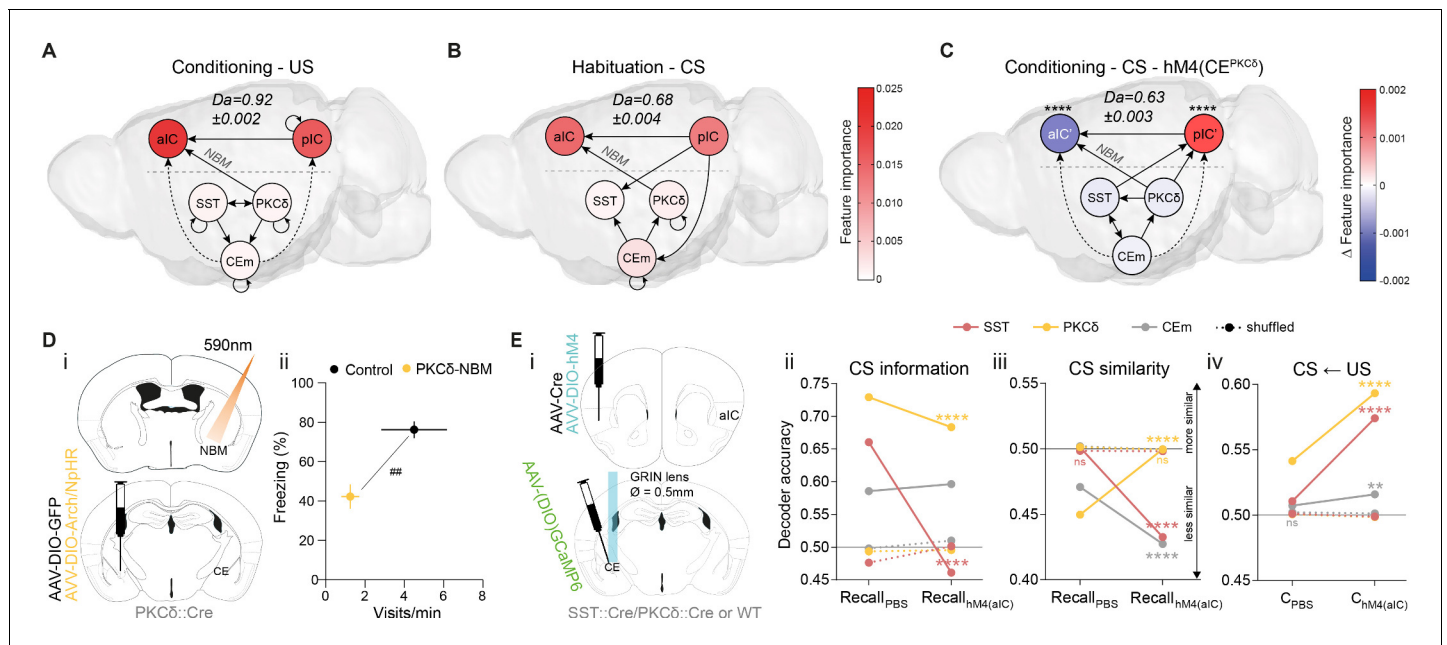 A
Conditioning - US
Da=0.92
±0.002
aIC
pIC
NBM
SST
PKCδ
CEm
B
Habituation - CS
Da=0.68
±0.004
aIC
pIC
NBM
SST
PKCδ
CEm
0.025
0.020
0.015
0.010
0.005
0
Feature importance
C
Conditioning - CS - hM4(CE^PKCδ)
****
Da=0.63
±0.003
****
aIC'
pIC'
NBM
SST
PKCδ
CEm
0.002
0.001
0
-0.001
-0.002
Δ Feature importance
D
i
590nm
NBM
CE
AAV-DIO-GFP
AVV-DIO-Arch/NpHR
PKCδ::Cre
ii
Control
PKCδ-NBM
Freezing (%)
100
80
60
40
20
0
##
0 2 4 6 8
Visits/min
E
i
AAV-Cre
AVV-DIO-hM4
aIC
AAV-(DIO)GCaMP6
GRIN lens
Ø = 0.5mm
CE
SST::Cre/PKCδ::Cre or WT
SST
PKCδ
CEm
shuffled
ii
CS information
Decoder accuracy
0.75
0.70
0.65
0.60
0.55
0.50
0.45
****
****
Recall_PBS
Recall_hM4(aIC)
iii
CS similarity
0.55
0.50
0.45
0.40
ns
****
ns
****
****
more similar
less similar
Recall_PBS
Recall_hM4(aIC)
iv
CS ← US
0.60
0.55
0.50
0.45
ns
****
****
**
C_PBS
C_hM4(aIC)